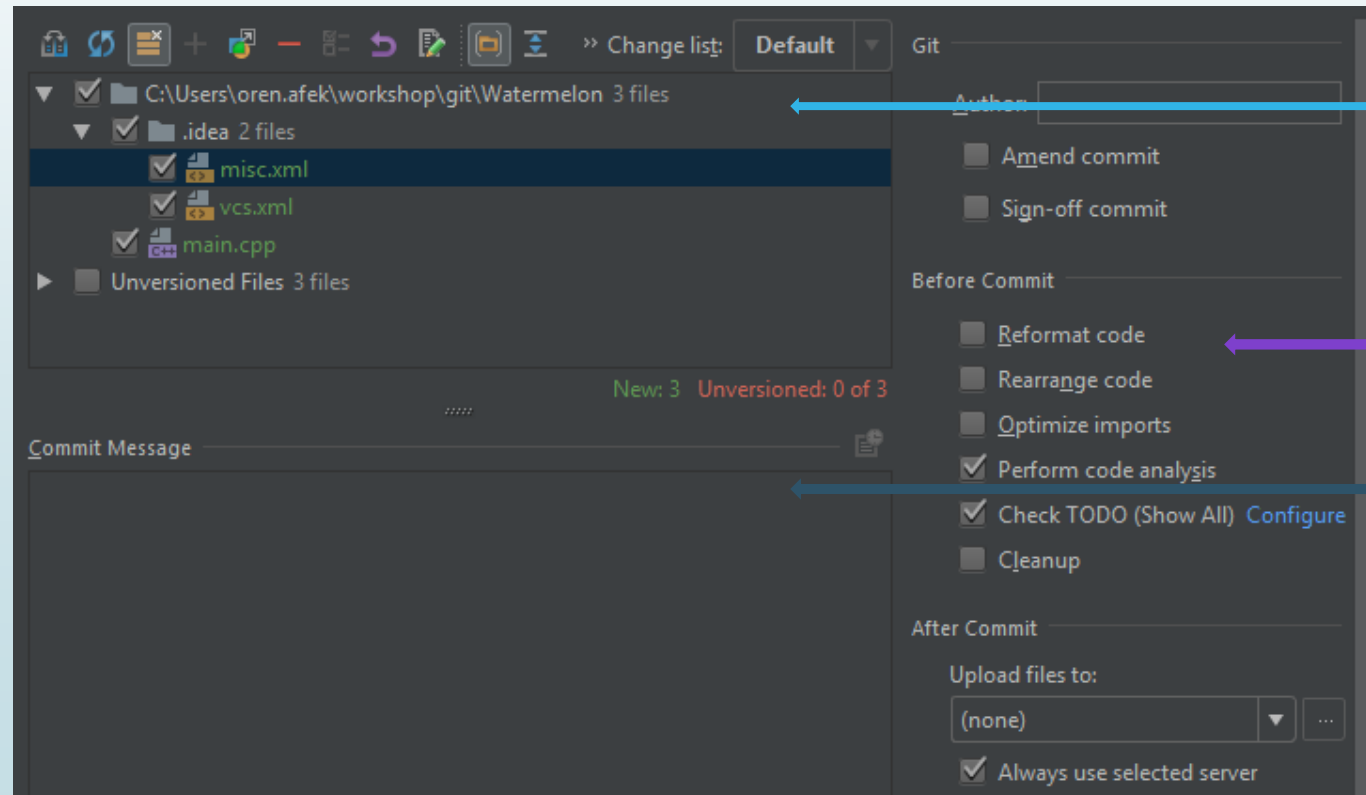 » Change list: Default
C:\Users\oren.afek\workshop\git\Watermelon 3 files
.idea 2 files
misc.xml
vcs.xml
C++ main.cpp
Unversioned Files 3 files
New: 3 Unversioned: 0 of 3
Commit Message
Git
Author:
Amend commit
Sign-off commit
Before Commit
Reformat code
Rearrange code
Optimize imports
Perform code analysis
Check TODO (Show All) Configure
Cleanup
After Commit
Upload files to:
(none) ...
Always use selected server